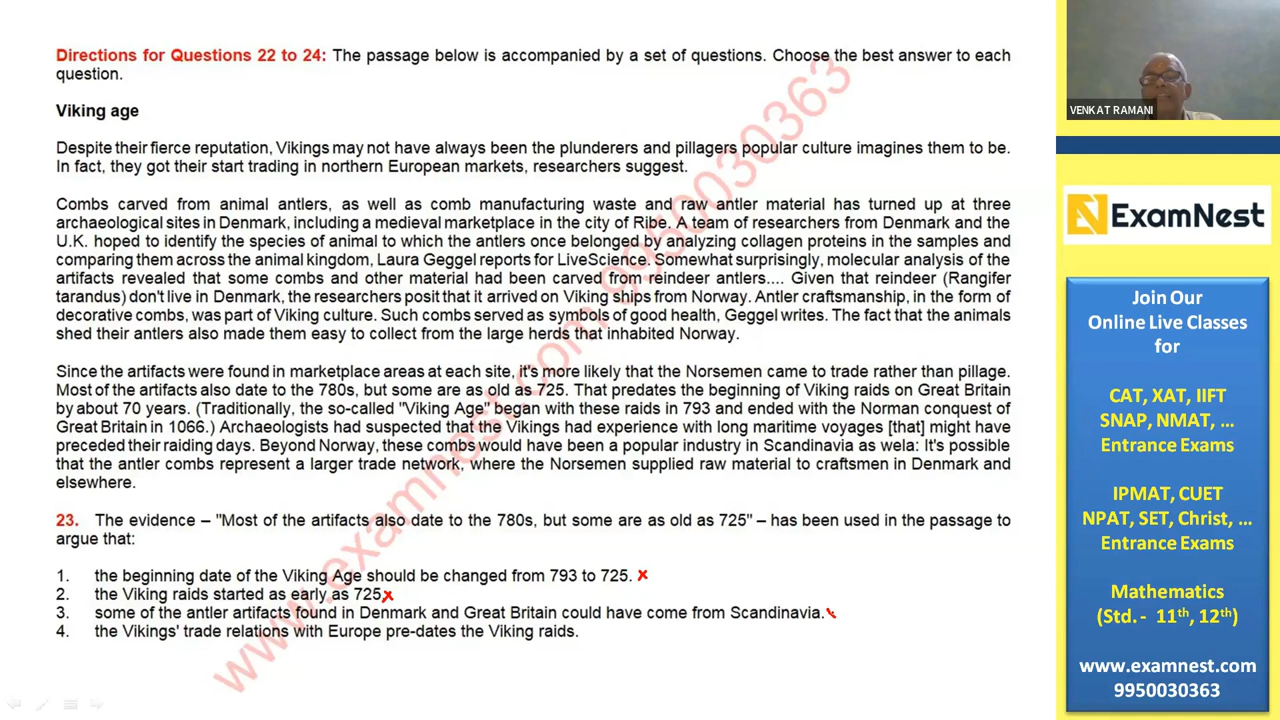 Directions for Questions 22 to 24: The passage below is accompanied by a set of questions. Choose the best answer to each
question.
Viking age
Despite their fierce reputation, Vikings may not have always been the plunderers and pillagers popular culture imagines them to be.
In fact, they got their start trading in northern European markets, researchers suggest.
Combs carved from animal antlers, as well as comb manufacturing waste and raw antler material has turned up at three
archaeological sites in Denmark, including a medieval marketplace in the city of Ribe. A team of researchers from Denmark and the
U.K. hoped to identify the species of animal to which the antlers once belonged by analyzing collagen proteins in the samples and
comparing them across the animal kingdom, Laura Geggel reports for LiveScience. Somewhat surprisingly, molecular analysis of the
artifacts revealed that some combs and other material had been carved from reindeer antlers.... Given that reindeer (Rangifer
tarandus) don't live in Denmark, the researchers posit that it arrived on Viking ships from Norway. Antler craftsmanship, in the form of
decorative combs, was part of Viking culture. Such combs served as symbols of good health, Geggel writes. The fact that the animals
shed their antlers also made them easy to collect from the large herds that inhabited Norway.
Since the artifacts were found in marketplace areas at each site, it's more likely that the Norsemen came to trade rather than pillage.
Most of the artifacts also date to the 780s, but some are as old as 725. That predates the beginning of Viking raids on Great Britain
by about 70 years. (Traditionally, the so-called "Viking Age" began with these raids in 793 and ended with the Norman conquest of
Great Britain in 1066.) Archaeologists had suspected that the Vikings had experience with long maritime voyages [that] might have
preceded their raiding days. Beyond Norway, these combs would have been a popular industry in Scandinavia as wela: It's possible
that the antler combs represent a larger trade network, where the Norsemen supplied raw material to craftsmen in Denmark and
elsewhere.
23. The evidence – "Most of the artifacts also date to the 780s, but some are as old as 725" – has been used in the passage to
argue that:
1. the beginning date of the Viking Age should be changed from 793 to 725.
2. the Viking raids started as early as 725.
3. some of the antler artifacts found in Denmark and Great Britain could have come from Scandinavia.
4. the Vikings' trade relations with Europe pre-dates the Viking raids.
www.examnest.com 9950030363
VENKAT RAMANI
ExamNest
Join Our
Online Live Classes
for
CAT, XAT, IIFT
SNAP, NMAT, ...
Entrance Exams
IPMAT, CUET
NPAT, SET, Christ, ...
Entrance Exams
Mathematics
(Std. - 11th, 12th)
www.examnest.com
9950030363